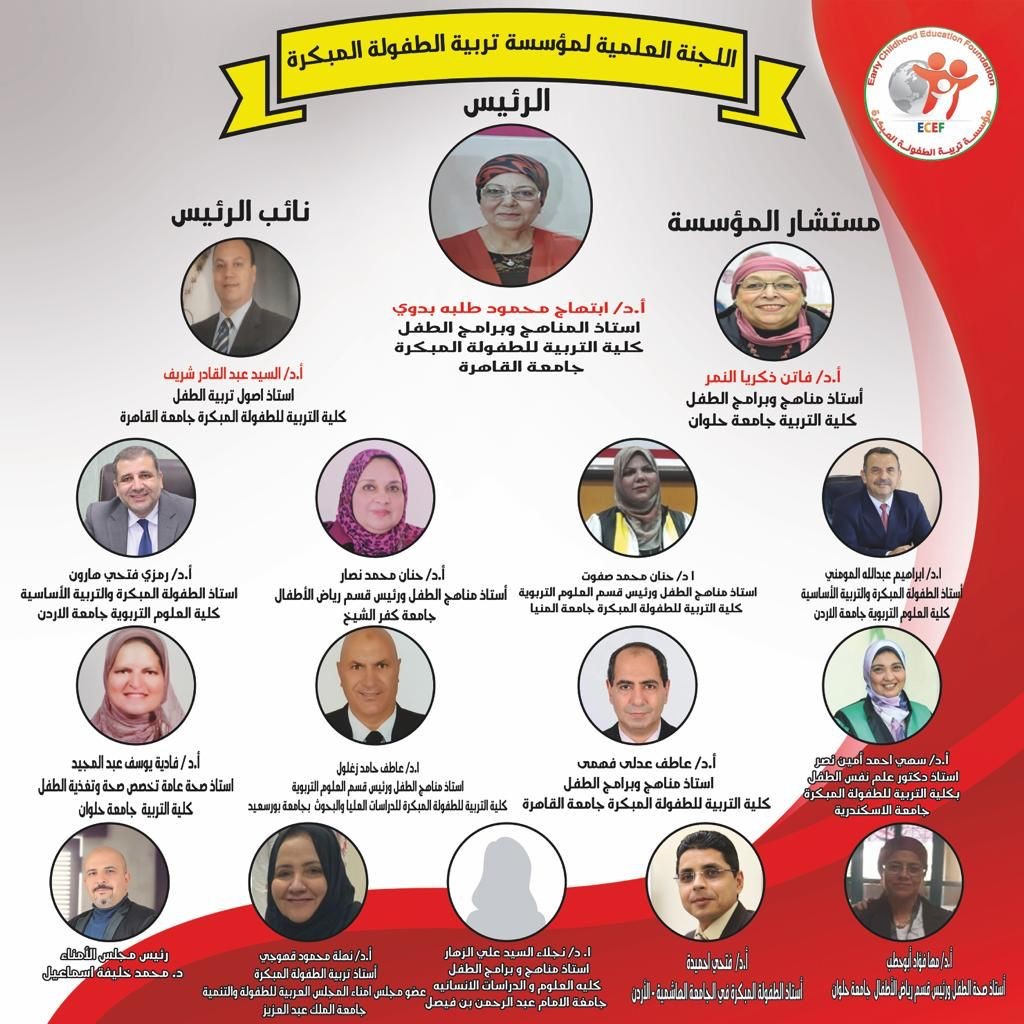 اللجنة العلمية لمؤسسة تربية الطفولة المبكرة
Early Childhood Education Foundation
ECEF
مؤسسة تربية الطفولة المبكرة
الرئيس
أ.د/ ابتهاج محمود طلبه بدوي
استاذ المناهج وبرامج الطفل
كلية التربية للطفولة المبكرة
جامعة القاهرة
مستشار المؤسسة
أ.د/ فاتن ذكريا النمر
أستاذ مناهج وبرامج الطفل
كلية التربية جامعة حلوان
نائب الرئيس
أ.د/ السيد عبد القادر شريف
استاذ اصول تربية الطفل
كلية التربية للطفولة المبكرة جامعة القاهرة
ا.د/ ابراهيم عبدالله المومني
أستاذ الطفولة المبكرة والتربية الأساسية
كلية العلوم التربوية جامعة الاردن
ا د/ حنان محمد صفوت
استاذ مناهج الطفل ورئيس قسم العلوم التربوية
كلية التربية للطفولة المبكرة جامعة المنيا
أ.د/ حنان محمد نصار
أستاذ مناهج الطفل ورئيس قسم رياض الأطفال
جامعة كفر الشيخ
أ.د/ رمزي فتحي هارون
استاذ الطفولة المبكرة والتربية الأساسية
كلية العلوم التربوية جامعة الاردن
أ.د/ سهي احمد أمين نصر
استاذ دكتور علم نفس الطفل
بكلية التربية للطفولة المبكرة
جامعة الاسكندرية
أ.د/ عاطف عدلى فهمى
استاذ مناهج وبرامج الطفل
كلية التربية للطفولة المبكرة جامعة القاهرة
ا.د/ عاطف حامد زغلول
استاذ مناهج الطفل ورئيس قسم العلوم التربوية
كلية التربية للطفولة المبكرة للدراسات العليا والبحوث بجامعة بورسعيد
أ.د/ فادية يوسف عبد المجيد
استاذ صحة عامة تخصص صحة وتغذية الطفل
كلية التربية جامعة حلوان
أ.د/ مها فؤاد أبوحطب
أستاذ صحة الطفل ورئيس قسم رياض الأطفال جامعة حلوان
أ.د/ فتحي احميدة
أستاذ الطفولة المبكرة في الجامعة الهاشمية - الأردن
ا. د/ نجلاء السيد علي الزهار
استاذ مناهج و برامج الطفل
كليه العلوم و الدراسات الانسانيه
جامعة الامام عبد الرحمن بن فيصل
أ.د/ نهلة محمود قهوجي
أستاذ تربية الطفولة المبكرة
عضو مجلس امناء المجلس العربية للطفولة والتنمية
جامعة الملك عبد العزيز
رئيس مجلس الأمناء
د. محمد خليفة اسماعيل